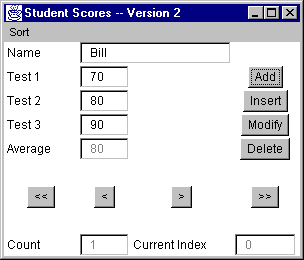 Student Scores -- Version 2
Sort
Name Bill
Test 1 70 Add
Test 2 80 Insert
Test 3 90 Modify
Average 80 Delete
<< < > >>
Count 1 Current Index 0